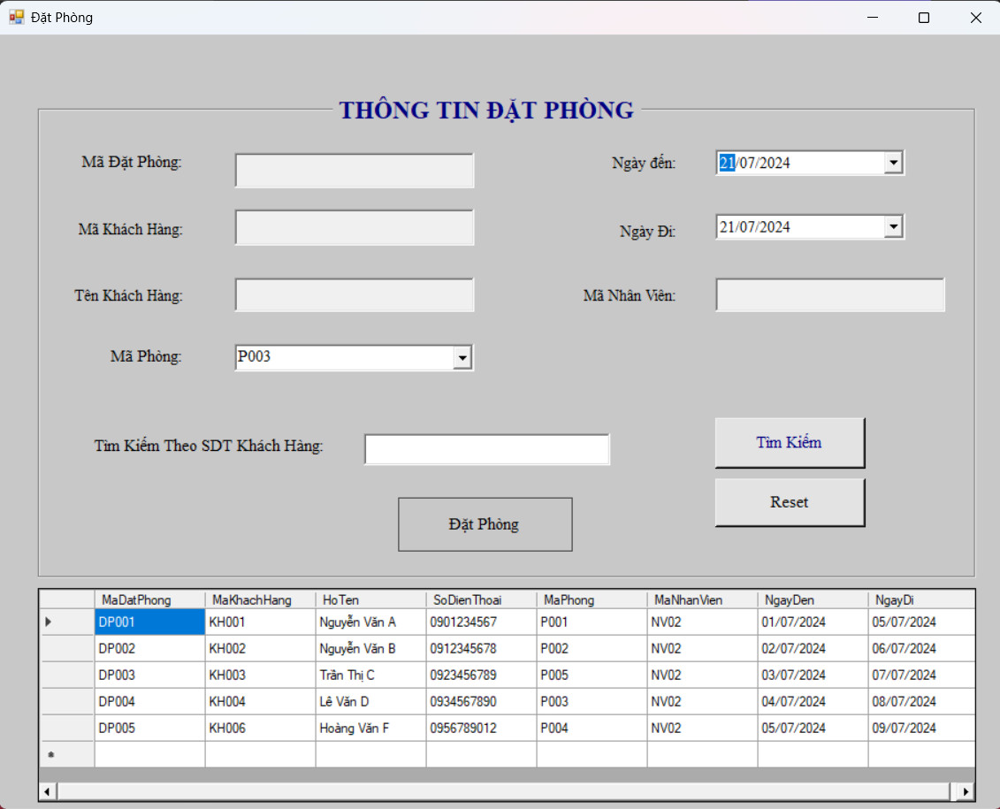 Đặt Phòng
THÔNG TIN ĐẶT PHÒNG
Mã Đặt Phòng:
Ngày đến: 21/07/2024
Mã Khách Hàng:
Ngày Đi: 21/07/2024
Tên Khách Hàng:
Mã Nhân Viên:
Mã Phòng: P003
Tìm Kiếm Theo SDT Khách Hàng:
Tìm Kiếm
Reset
Đặt Phòng
MaDatPhong MaKhachHang HoTen SoDienThoai MaPhong MaNhanVien NgayDen NgayDi
DP001 KH001 Nguyễn Văn A 0901234567 P001 NV02 01/07/2024 05/07/2024
DP002 KH002 Nguyễn Văn B 0912345678 P002 NV02 02/07/2024 06/07/2024
DP003 KH003 Trần Thị C 0923456789 P005 NV02 03/07/2024 07/07/2024
DP004 KH004 Lê Văn D 0934567890 P003 NV02 04/07/2024 08/07/2024
DP005 KH006 Hoàng Văn F 0956789012 P004 NV02 05/07/2024 09/07/2024